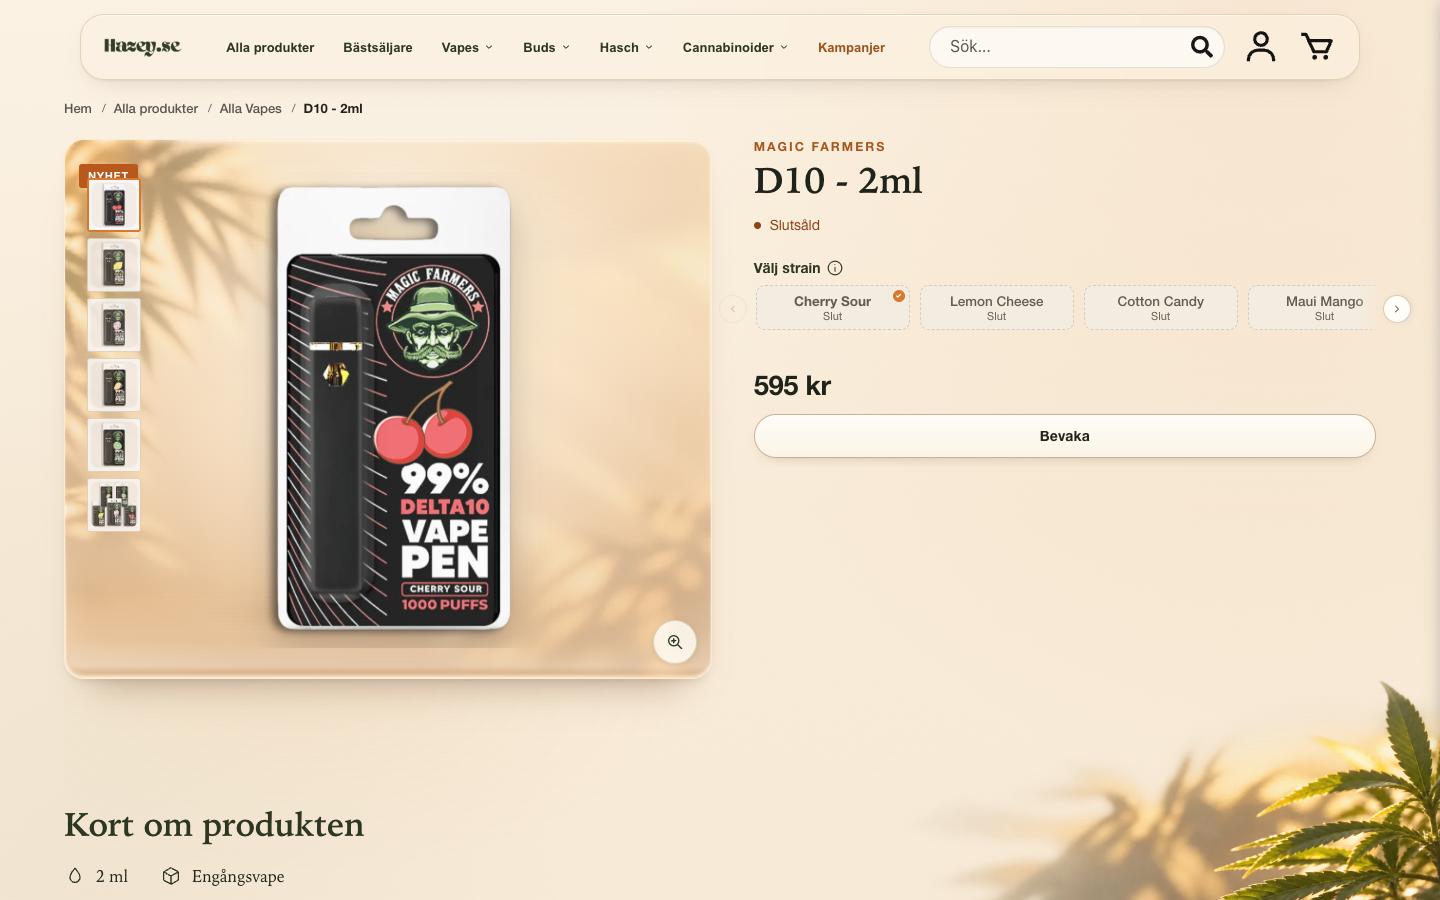 Hazey.se
Alla produkter
Bästsäljare
Vapes
Buds
Hasch
Cannabinoider
Kampanjer
Sök...
Hem / Alla produkter / Alla Vapes / D10 - 2ml
NYHET
MAGIC FARMERS
99%
DELTA10
VAPE
PEN
CHERRY SOUR
1000 PUFFS
MAGIC FARMERS
D10 - 2ml
Slutsåld
Välj strain
Cherry Sour
Slut
Lemon Cheese
Slut
Cotton Candy
Slut
Maui Mango
Slut
595 kr
Bevaka
Kort om produkten
2 ml
Engångsvape